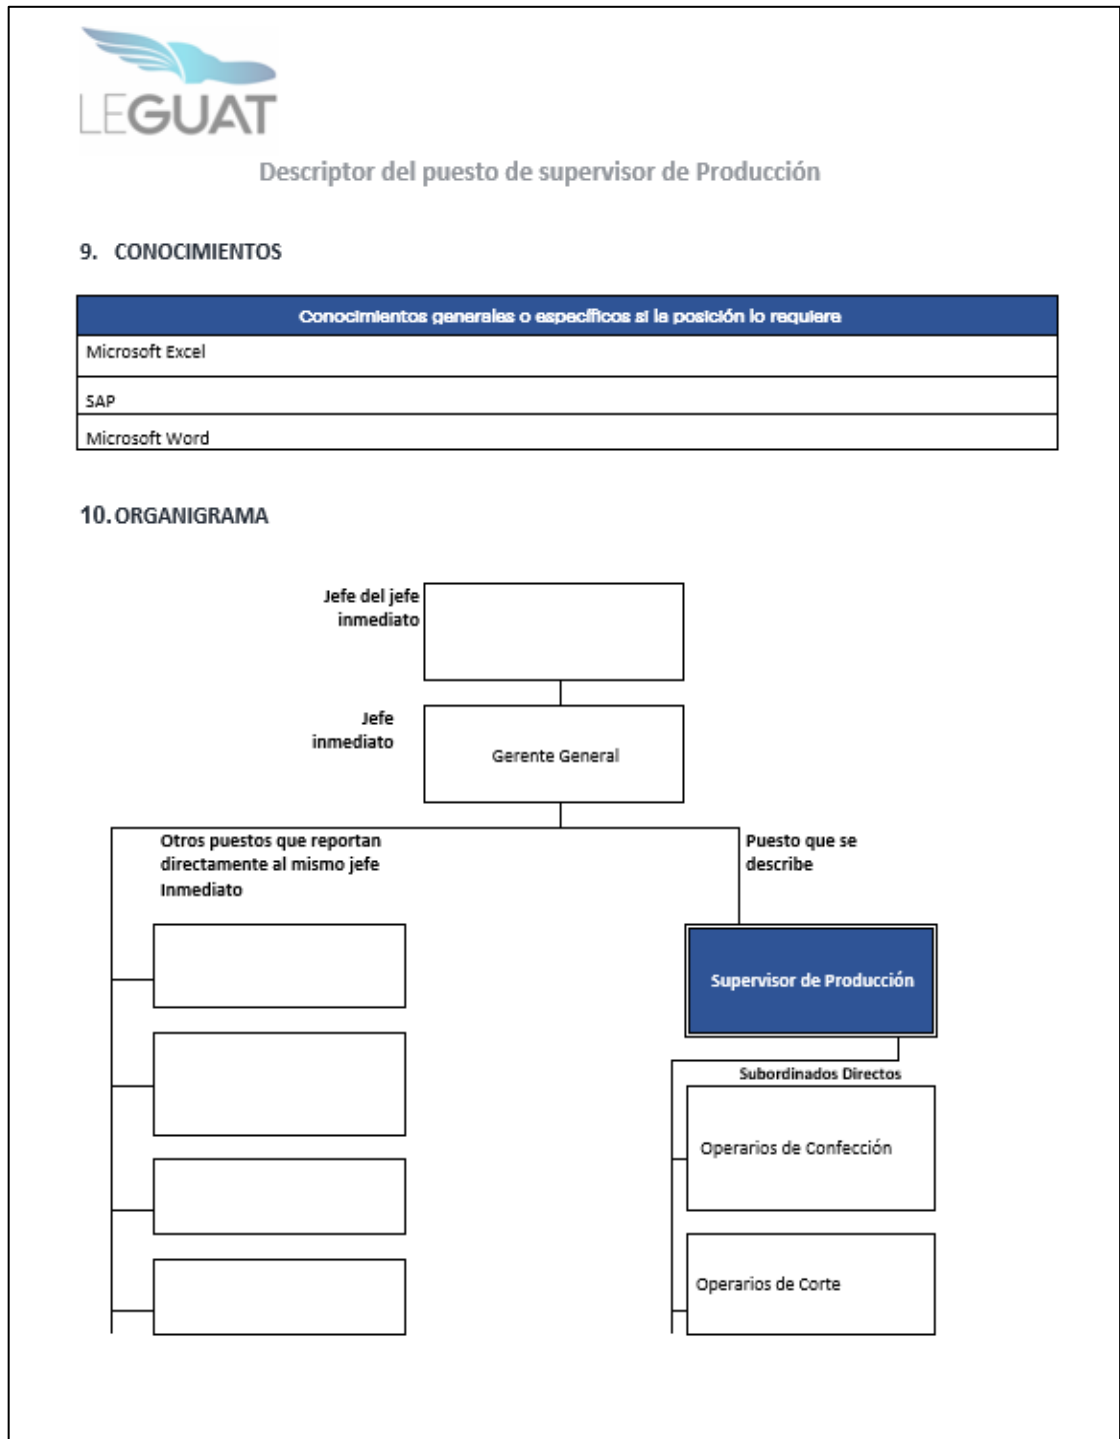 LEGUAT
Descriptor del puesto de supervisor de Producción
9. CONOCIMIENTOS
Conocimientos generales o específicos si la posición lo requiere
Microsoft Excel
SAP
Microsoft Word
10. ORGANIGRAMA
Jefe del jefe
inmediato
Jefe
inmediato
Gerente General
Otros puestos que reportan
directamente al mismo jefe
Inmediato
Puesto que se
describe
Supervisor de Producción
Subordinados Directos
Operarios de Confección
Operarios de Corte